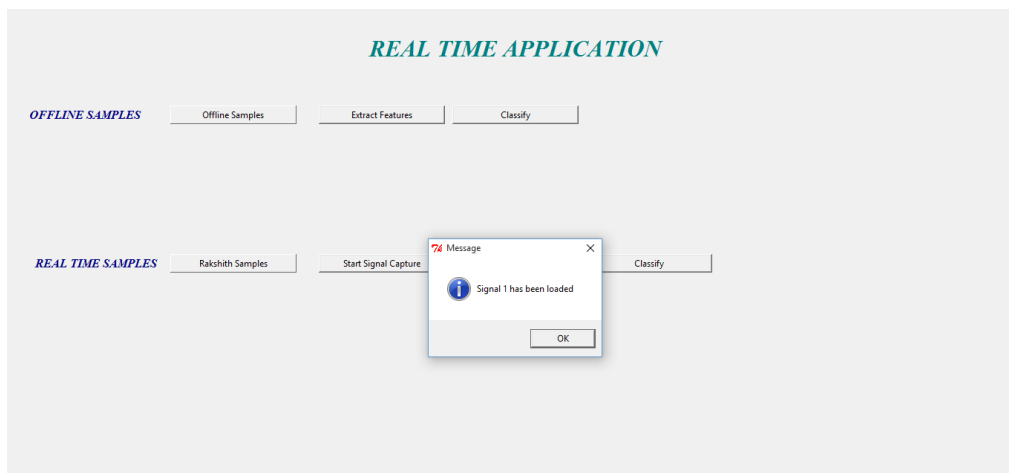 REAL TIME APPLICATION
OFFLINE SAMPLES Offline Samples Extract Features Classify
Message
REAL TIME SAMPLES Rakshith Samples Start Signal Capture Classify
Signal 1 has been loaded
OK